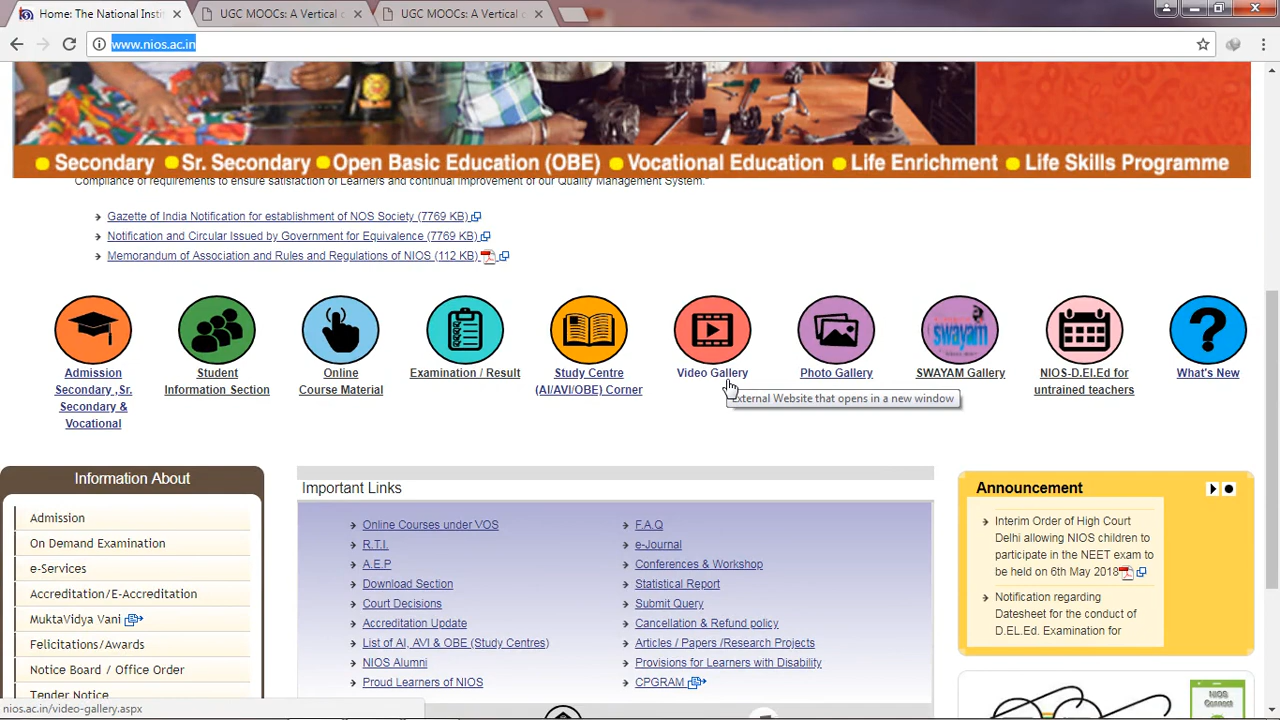 Home: The National Insti
UGC MOOCs: A Vertical o
UGC MOOCs: A Vertical o
www.nios.ac.in
Secondary Sr. Secondary Open Basic Education (OBE) Vocational Education Life Enrichment Life Skills Programme
Compliance of requirements to ensure satisfaction of Learners and continual improvement of our Quality Management System."
Gazette of India Notification for establishment of NOS Society (7769 KB)
Notification and Circular Issued by Government for Equivalence (7769 KB)
Memorandum of Association and Rules and Regulations of NIOS (112 KB)
swayam
Admission
Secondary ,Sr.
Secondary &
Vocational
Student
Information Section
Online
Course Material
Examination / Result
Study Centre
(AI/AVI/OBE) Corner
Video Gallery
Photo Gallery
SWAYAM Gallery
NIOS-D.El.Ed for
untrained teachers
What's New
External Website that opens in a new window
Information About
Admission
On Demand Examination
e-Services
Accreditation/E-Accreditation
MuktaVidya Vani
Felicitations/Awards
Notice Board / Office Order
Tender Notice
Important Links
Online Courses under VOS
R.T.I.
A.E.P
Download Section
Court Decisions
Accreditation Update
List of AI, AVI & OBE (Study Centres)
NIOS Alumni
Proud Learners of NIOS
F.A.Q
e-Journal
Conferences & Workshop
Statistical Report
Submit Query
Cancellation & Refund policy
Articles / Papers /Research Projects
Provisions for Learners with Disability
CPGRAM
Announcement
Interim Order of High Court
Delhi allowing NIOS children to
participate in the NEET exam to
be held on 6th May 2018
Notification regarding
Datesheet for the conduct of
D.EL.Ed. Examination for
NIOS
Connect
nios.ac.in/video-gallery.aspx